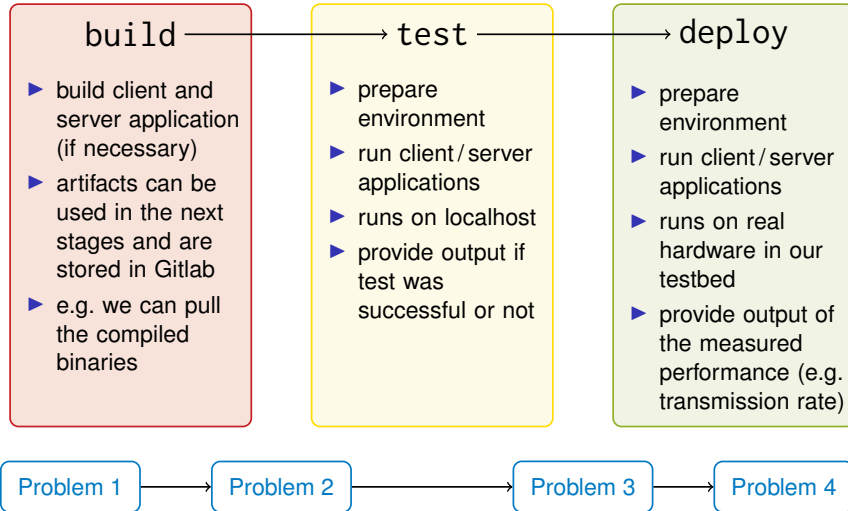 build
▶ build client and
server application
(if necessary)
▶ artifacts can be
used in the next
stages and are
stored in Gitlab
▶ e.g. we can pull
the compiled
binaries
test
▶ prepare
environment
▶ run client/server
applications
▶ runs on localhost
▶ provide output if
test was
successful or not
deploy
▶ prepare
environment
▶ run client/server
applications
▶ runs on real
hardware in our
testbed
▶ provide output of
the measured
performance (e.g.
transmission rate)
Problem 1
Problem 2
Problem 3
Problem 4